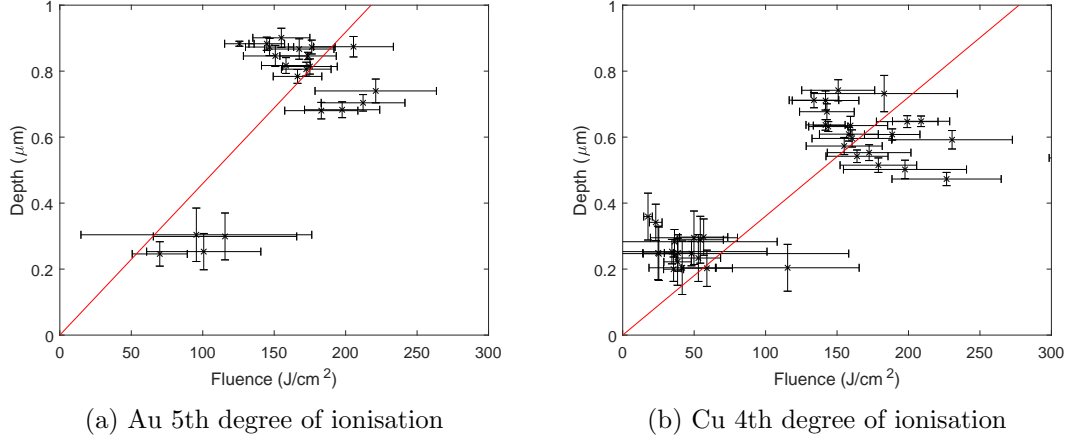 1
0.8
0.6
0.4
0.2
0
Depth (μm)
0 50 100 150 200 250 300
Fluence (J/cm²)
(a) Au 5th degree of ionisation
1
0.8
0.6
0.4
0.2
0
Depth (μm)
0 50 100 150 200 250 300
Fluence (J/cm²)
(b) Cu 4th degree of ionisation